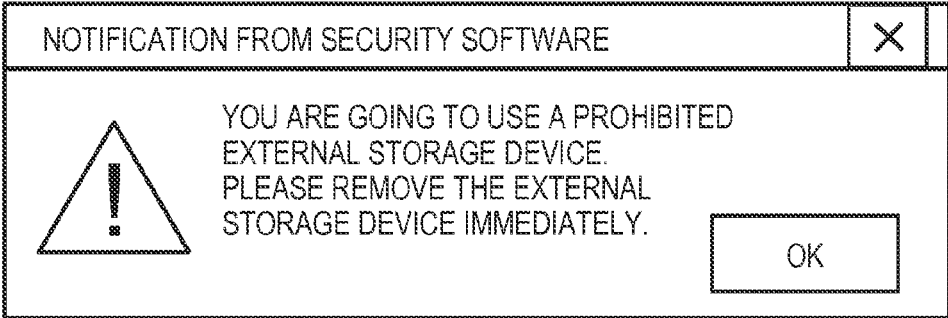 NOTIFICATION FROM SECURITY SOFTWARE
YOU ARE GOING TO USE A PROHIBITED
EXTERNAL STORAGE DEVICE.
PLEASE REMOVE THE EXTERNAL
STORAGE DEVICE IMMEDIATELY.
OK